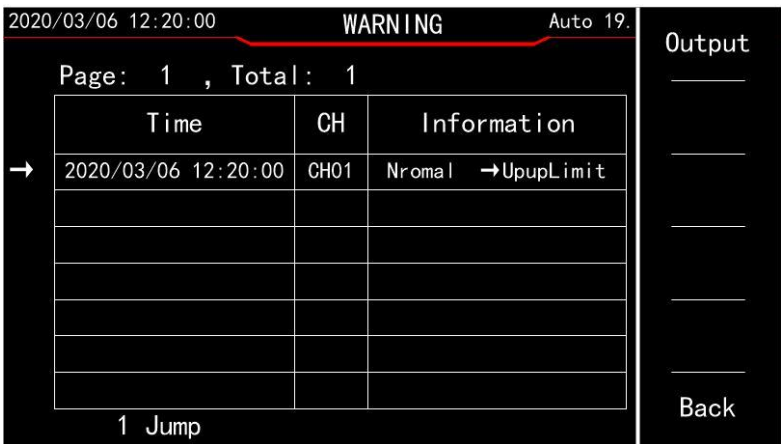 2020/03/06 12:20:00 WARNING Auto 19.
Output
Page: 1 , Total: 1
Time CH Information
→ 2020/03/06 12:20:00 CH01 Nromal →UpupLimit
1 Jump
Back